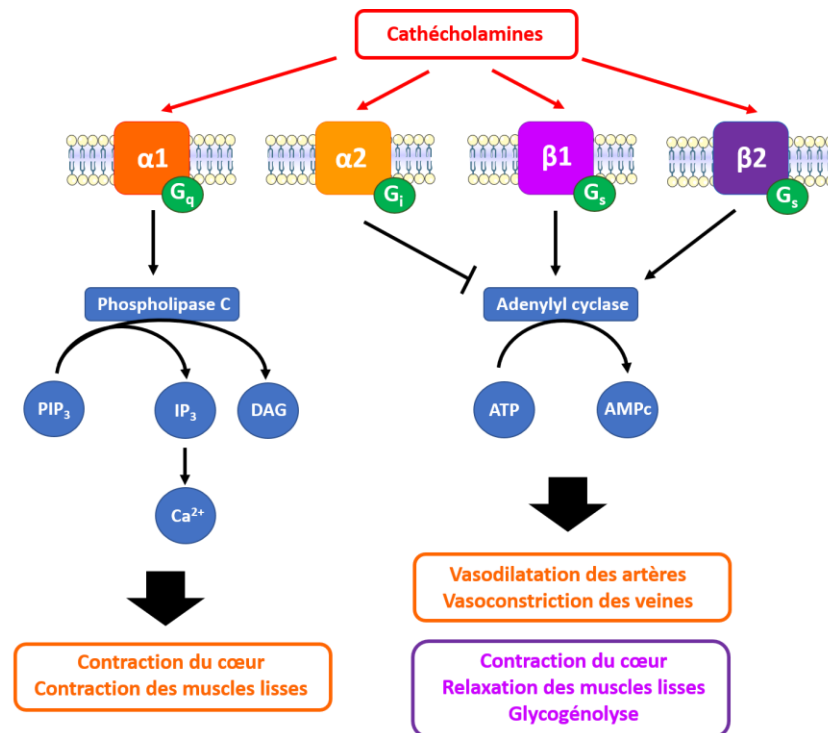 Cathécholamines
α1
α2
β1
β2
Gq
Gi
Gs
Gs
Phospholipase C
Adenylyl cyclase
PIP3
IP3
DAG
ATP
AMPc
Ca2+
Vasodilatation des artères
Vasoconstriction des veines
Contraction du cœur
Contraction des muscles lisses
Contraction du cœur
Relaxation des muscles lisses
Glycogénolyse